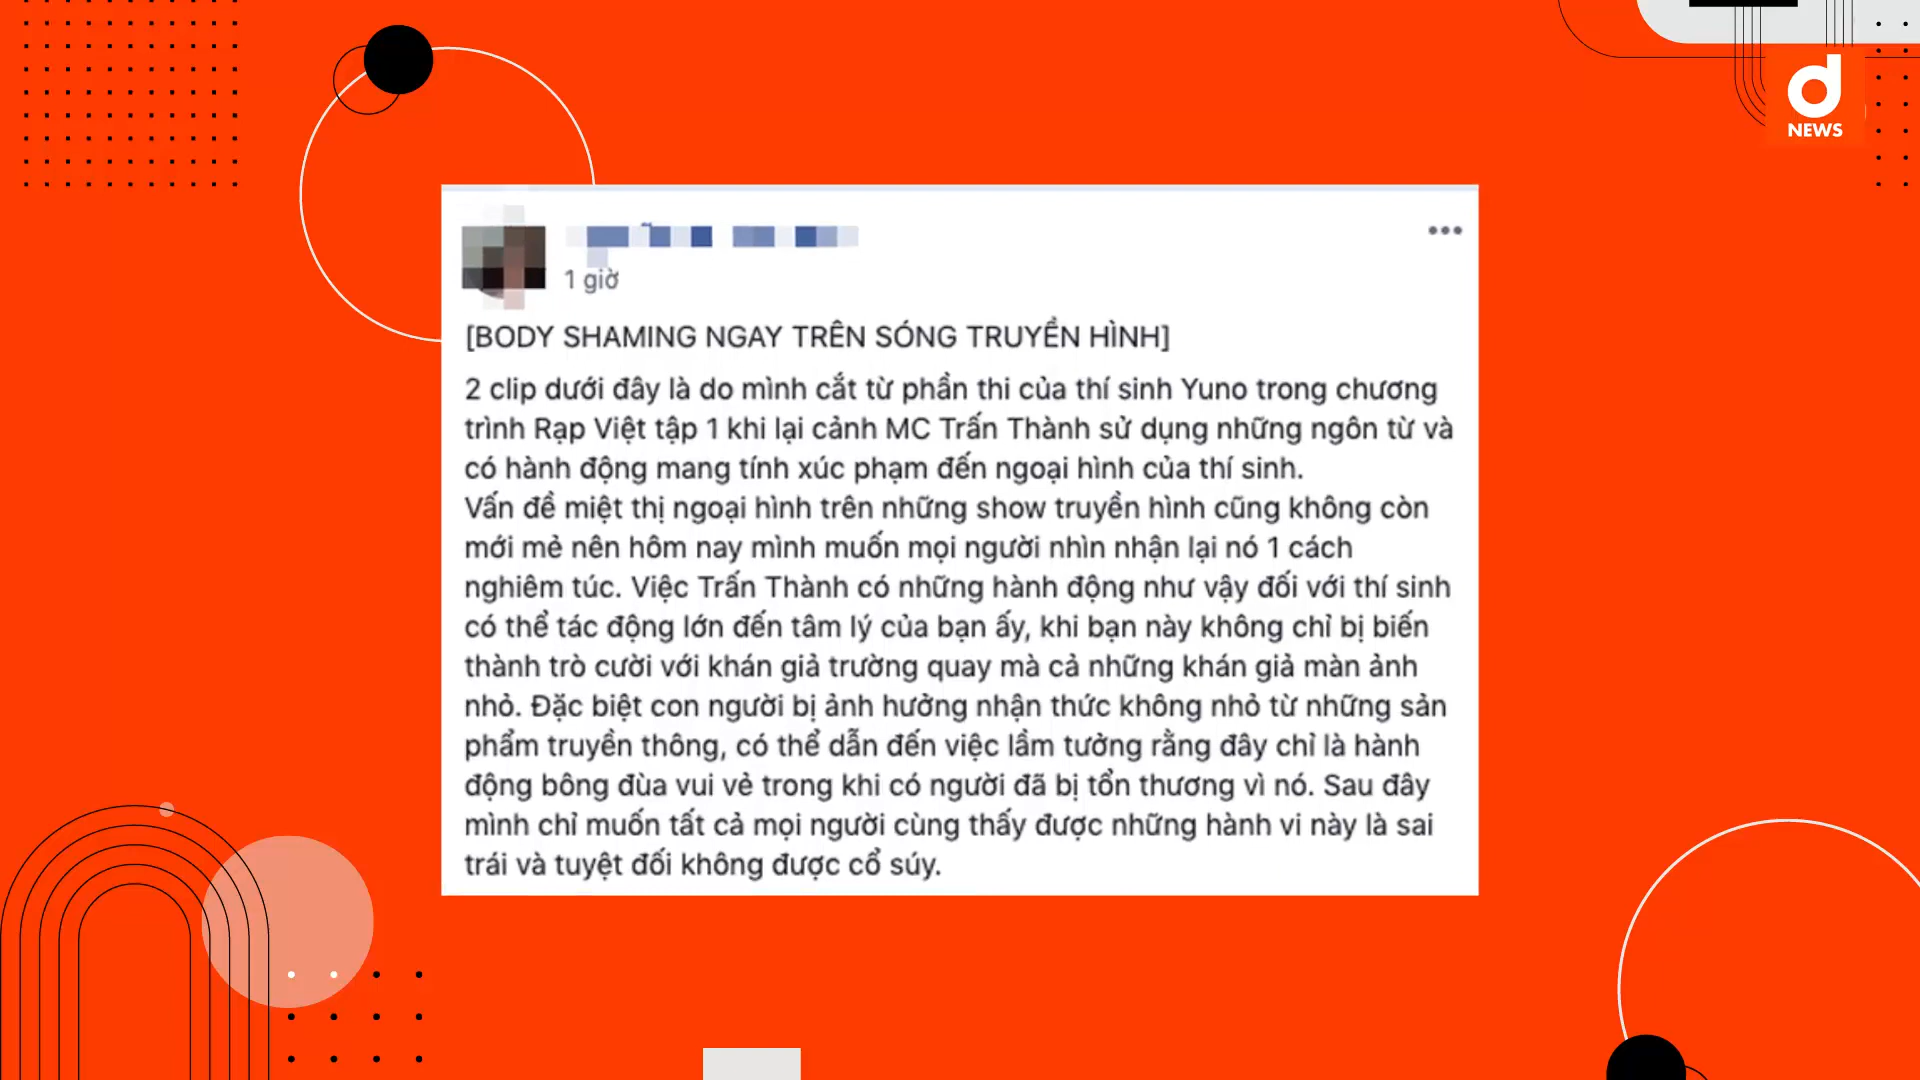 d
NEWS
1 giờ
[BODY SHAMING NGAY TRÊN SÓNG TRUYỀN HÌNH]
2 clip dưới đây là do mình cắt từ phần thi của thí sinh Yuno trong chương
trình Rạp Việt tập 1 khi lại cảnh MC Trấn Thành sử dụng những ngôn từ và
có hành động mang tính xúc phạm đến ngoại hình của thí sinh.
Vấn đề miệt thị ngoại hình trên những show truyền hình cũng không còn
mới mẻ nên hôm nay mình muốn mọi người nhìn nhận lại nó 1 cách
nghiêm túc. Việc Trấn Thành có những hành động như vậy đối với thí sinh
có thể tác động lớn đến tâm lý của bạn ấy, khi bạn này không chỉ bị biến
thành trò cười với khán giả trường quay mà cả những khán giả màn ảnh
nhỏ. Đặc biệt con người bị ảnh hưởng nhận thức không nhỏ từ những sản
phẩm truyền thông, có thể dẫn đến việc lầm tưởng rằng đây chỉ là hành
động bông đùa vui vẻ trong khi có người đã bị tổn thương vì nó. Sau đây
mình chỉ muốn tất cả mọi người cùng thấy được những hành vi này là sai
trái và tuyệt đối không được cổ súy.